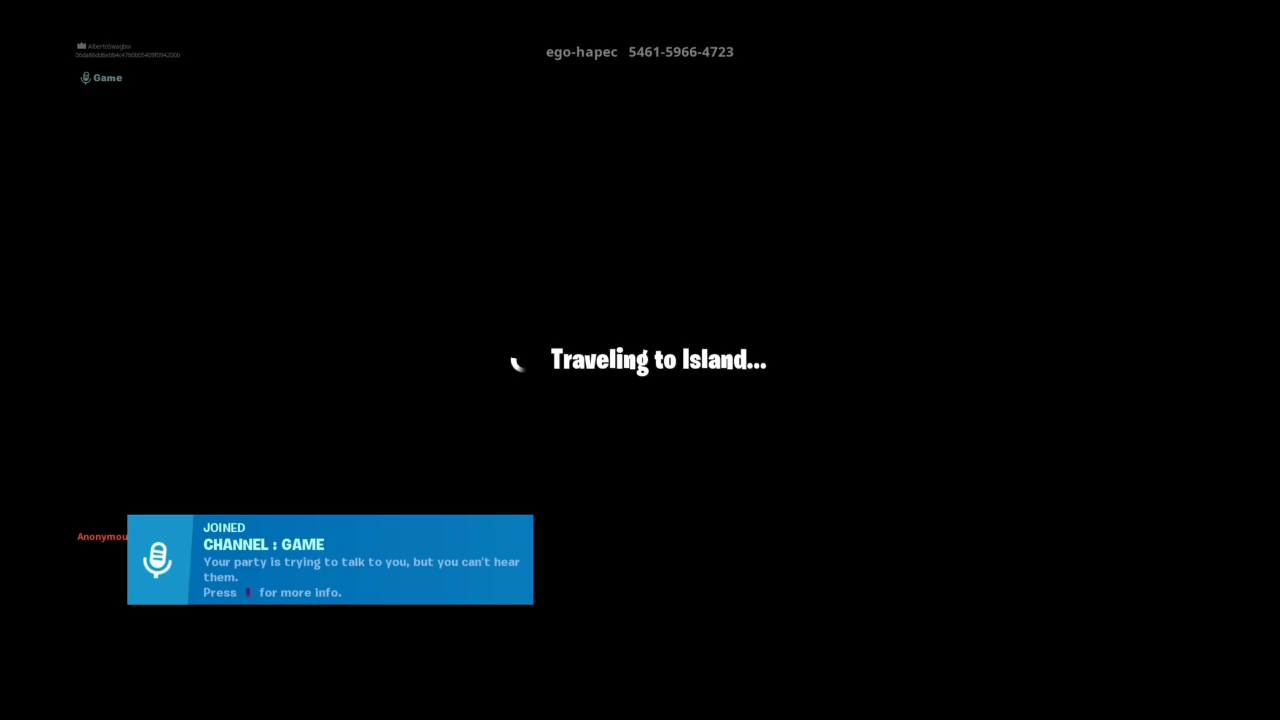 AlbertoSwagbor
ego-hapec 5461-5966-4723
Game
Traveling to Island...
JOINED
Anonymou
CHANNEL : GAME
Your party is trying to talk to you, but you can't hear
them.
Press for more info.